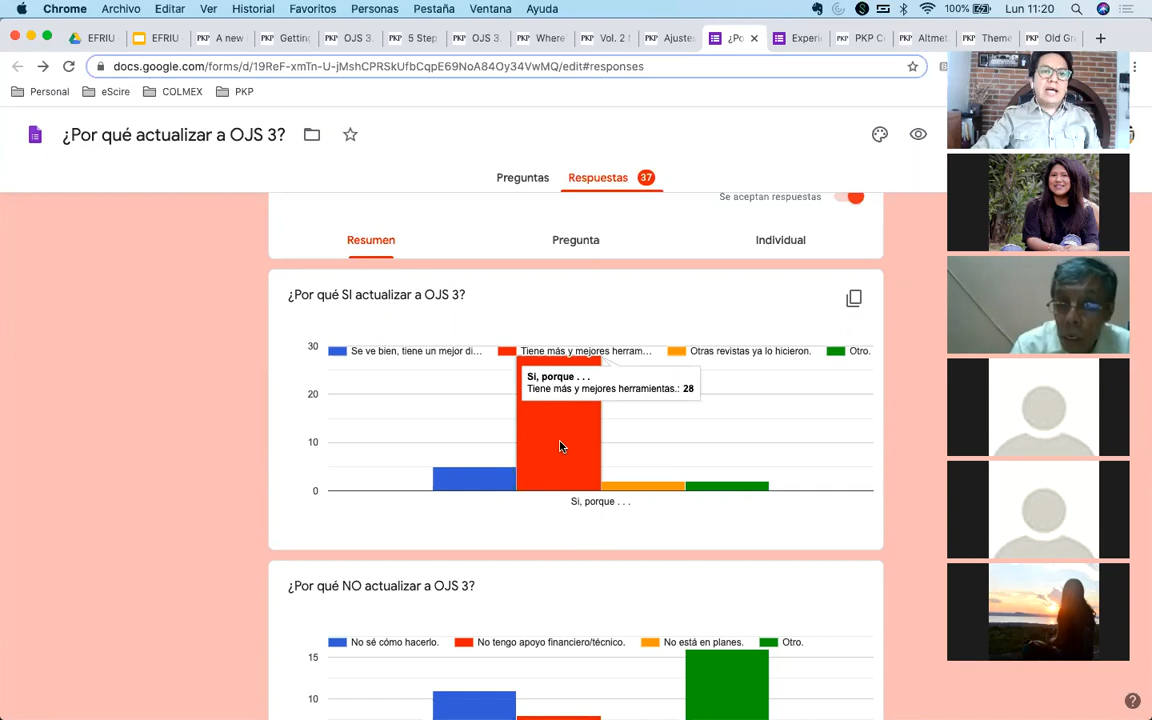 Chrome Archivo Editar Ver Historial Favoritos Personas Pestaña Ventana Ayuda 100% Lun 11:20
EFRIU EFRIU A new Getting OJS 3. 5 Step OJS 3. Where Vol. 2 Ajuste ¿Po Experi PKP C Altmet Theme Old Gr
docs.google.com/forms/d/19ReF-xmTn-U-jMshCPRSkUfbCqpE69NoA84Oy34VwMQ/edit#responses
Personal eScire COLMEX PKP
¿Por qué actualizar a OJS 3?
Preguntas Respuestas 37
Se aceptan respuestas
Resumen Pregunta Individual
¿Por qué SI actualizar a OJS 3?
30 Se ve bien, tiene un mejor di... Tiene más y mejores herram... Otras revistas ya lo hicieron. Otro.
Si, porque . . .
Tiene más y mejores herramientas.: 28
20
10
0
Si, porque . . .
¿Por qué NO actualizar a OJS 3?
No sé cómo hacerlo. No tengo apoyo financiero/técnico. No está en planes. Otro.
15
10